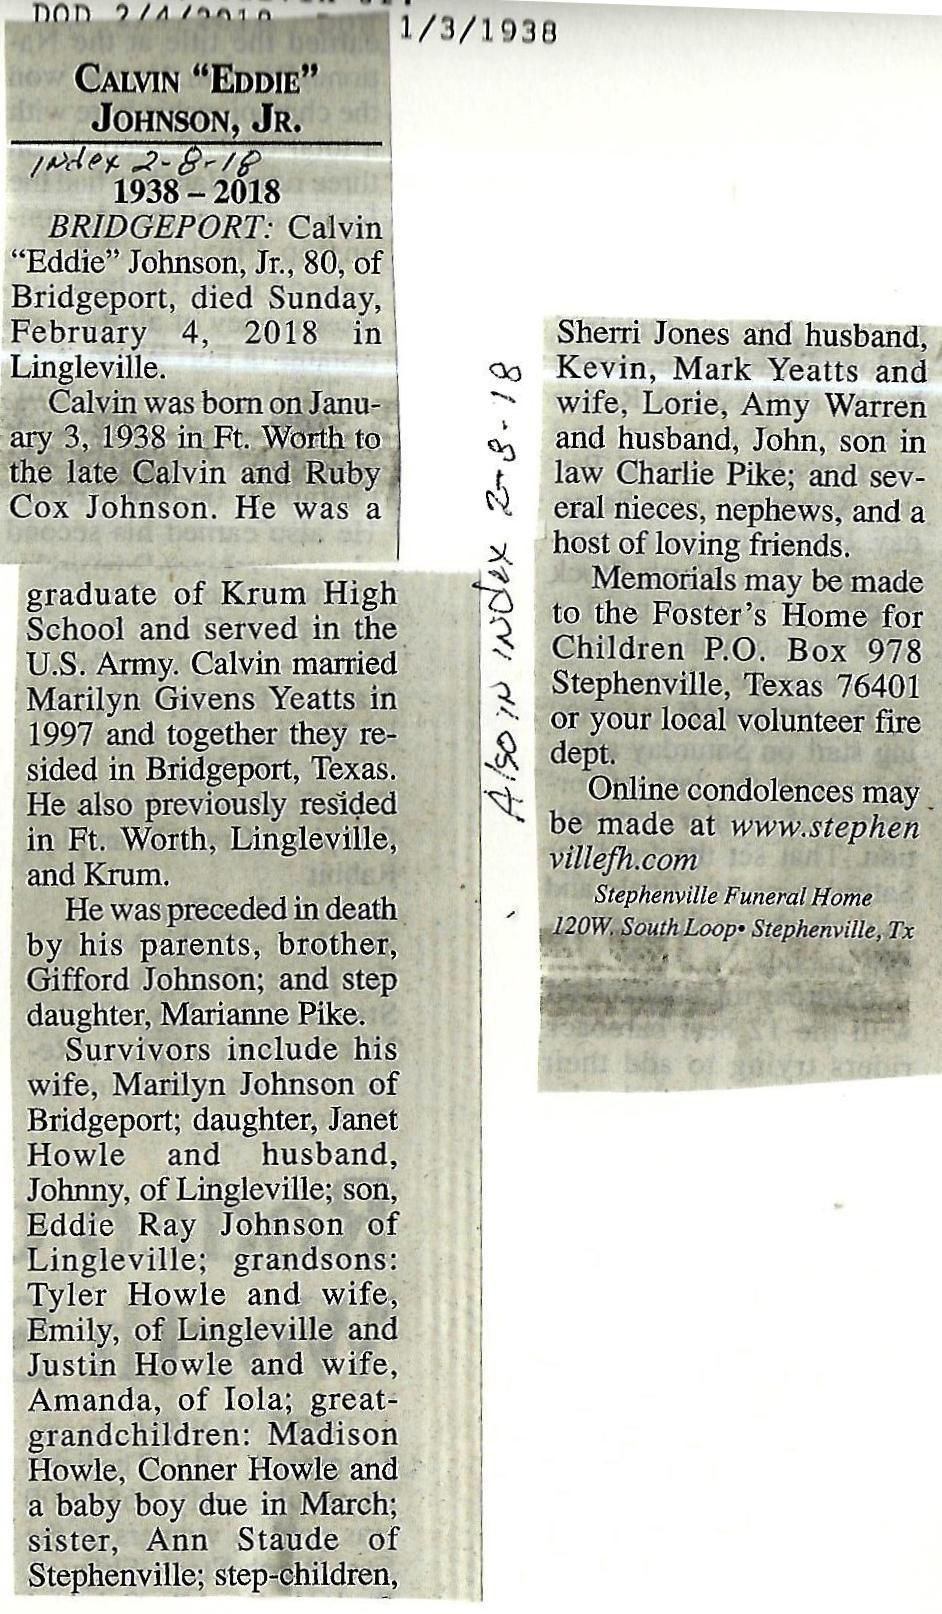 DOD 2/4/2018
1/3/1938
CALVIN “EDDIE”
JOHNSON, JR.
index 2-8-18
1938 – 2018
BRIDGEPORT: Calvin
“Eddie” Johnson, Jr., 80, of
Bridgeport, died Sunday,
February 4, 2018 in
Lingleville.
Calvin was born on Janu-
ary 3, 1938 in Ft. Worth to
the late Calvin and Ruby
Cox Johnson. He was a
graduate of Krum High
School and served in the
U.S. Army. Calvin married
Marilyn Givens Yeatts in
1997 and together they re-
sided in Bridgeport, Texas.
He also previously resided
in Ft. Worth, Lingleville,
and Krum.
He was preceded in death
by his parents, brother,
Gifford Johnson; and step
daughter, Marianne Pike.
Survivors include his
wife, Marilyn Johnson of
Bridgeport; daughter, Janet
Howle and husband,
Johnny, of Lingleville; son,
Eddie Ray Johnson of
Lingleville; grandsons:
Tyler Howle and wife,
Emily, of Lingleville and
Justin Howle and wife,
Amanda, of Iola; great-
grandchildren: Madison
Howle, Conner Howle and
a baby boy due in March;
sister, Ann Staude of
Stephenville; step-children,
Also in index 2-8-18
Sherri Jones and husband,
Kevin, Mark Yeatts and
wife, Lorie, Amy Warren
and husband, John, son in
law Charlie Pike; and sev-
eral nieces, nephews, and a
host of loving friends.
Memorials may be made
to the Foster’s Home for
Children P.O. Box 978
Stephenville, Texas 76401
or your local volunteer fire
dept.
Online condolences may
be made at www.stephen
villefh.com
Stephenville Funeral Home
120W. South Loop• Stephenville, Tx